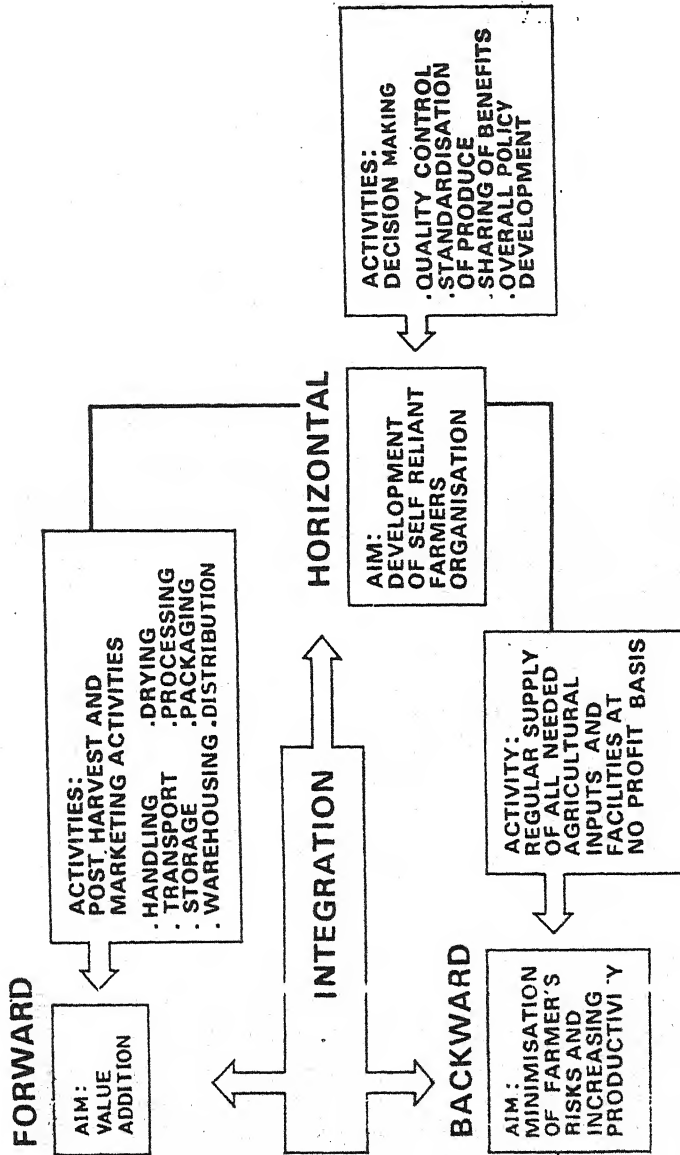 FORWARD
AIM:
VALUE
ADDITION
ACTIVITIES:
POST HARVEST AND
MARKETING ACTIVITIES
. HANDLING .DRYING
. TRANSPORT .PROCESSING
. STORAGE .PACKAGING
. WAREHOUSING .DISTRIBUTION
INTEGRATION
HORIZONTAL
AIM:
DEVELOPMENT
OF SELF RELIANT
FARMERS
ORGANISATION
ACTIVITIES:
DECISION MAKING
.QUALITY CONTROL
.STANDARDISATION
OF PRODUCE
.SHARING OF BENEFITS
.OVERALL POLICY
DEVELOPMENT
BACKWARD
AIM:
MINIMISATION
OF FARMER'S
RISKS AND
INCREASING
PRODUCTIVI Y
ACTIVITY:
REGULAR SUPPLY
OF ALL NEEDED
AGRICULTURAL
INPUTS AND
FACILITIES AT
NO PROFIT BASIS